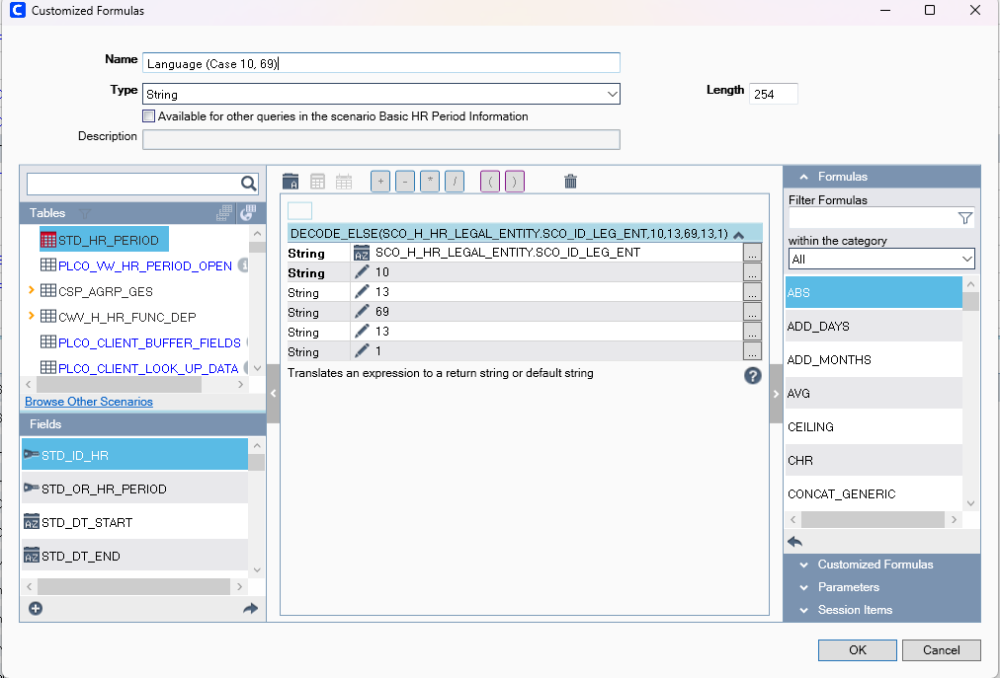 C Customized Formulas
Name Language (Case 10, 69)
Type String Length 254
Available for other queries in the scenario Basic HR Period Information
Description
Tables
STD_HR_PERIOD
PLCO_VW_HR_PERIOD_OPEN
CSP_AGRP_GES
CWV_H_HR_FUNC_DEP
PLCO_CLIENT_BUFFER_FIELDS
PLCO_CLIENT_LOOK_UP_DATA
Browse Other Scenarios
Fields
STD_ID_HR
STD_OR_HR_PERIOD
AZ STD_DT_START
AZ STD_DT_END
A + - * / ( )
DECODE_ELSE(SCO_H_HR_LEGAL_ENTITY.SCO_ID_LEG_ENT,10,13,69,13,1)
String AZ SCO_H_HR_LEGAL_ENTITY.SCO_ID_LEG_ENT ...
String 10 ...
String 13 ...
String 69 ...
String 13 ...
String 1 ...
Translates an expression to a return string or default string ?
Formulas
Filter Formulas
within the category
All
ABS
ADD_DAYS
ADD_MONTHS
AVG
CEILING
CHR
CONCAT_GENERIC
Customized Formulas
Parameters
Session Items
OK Cancel